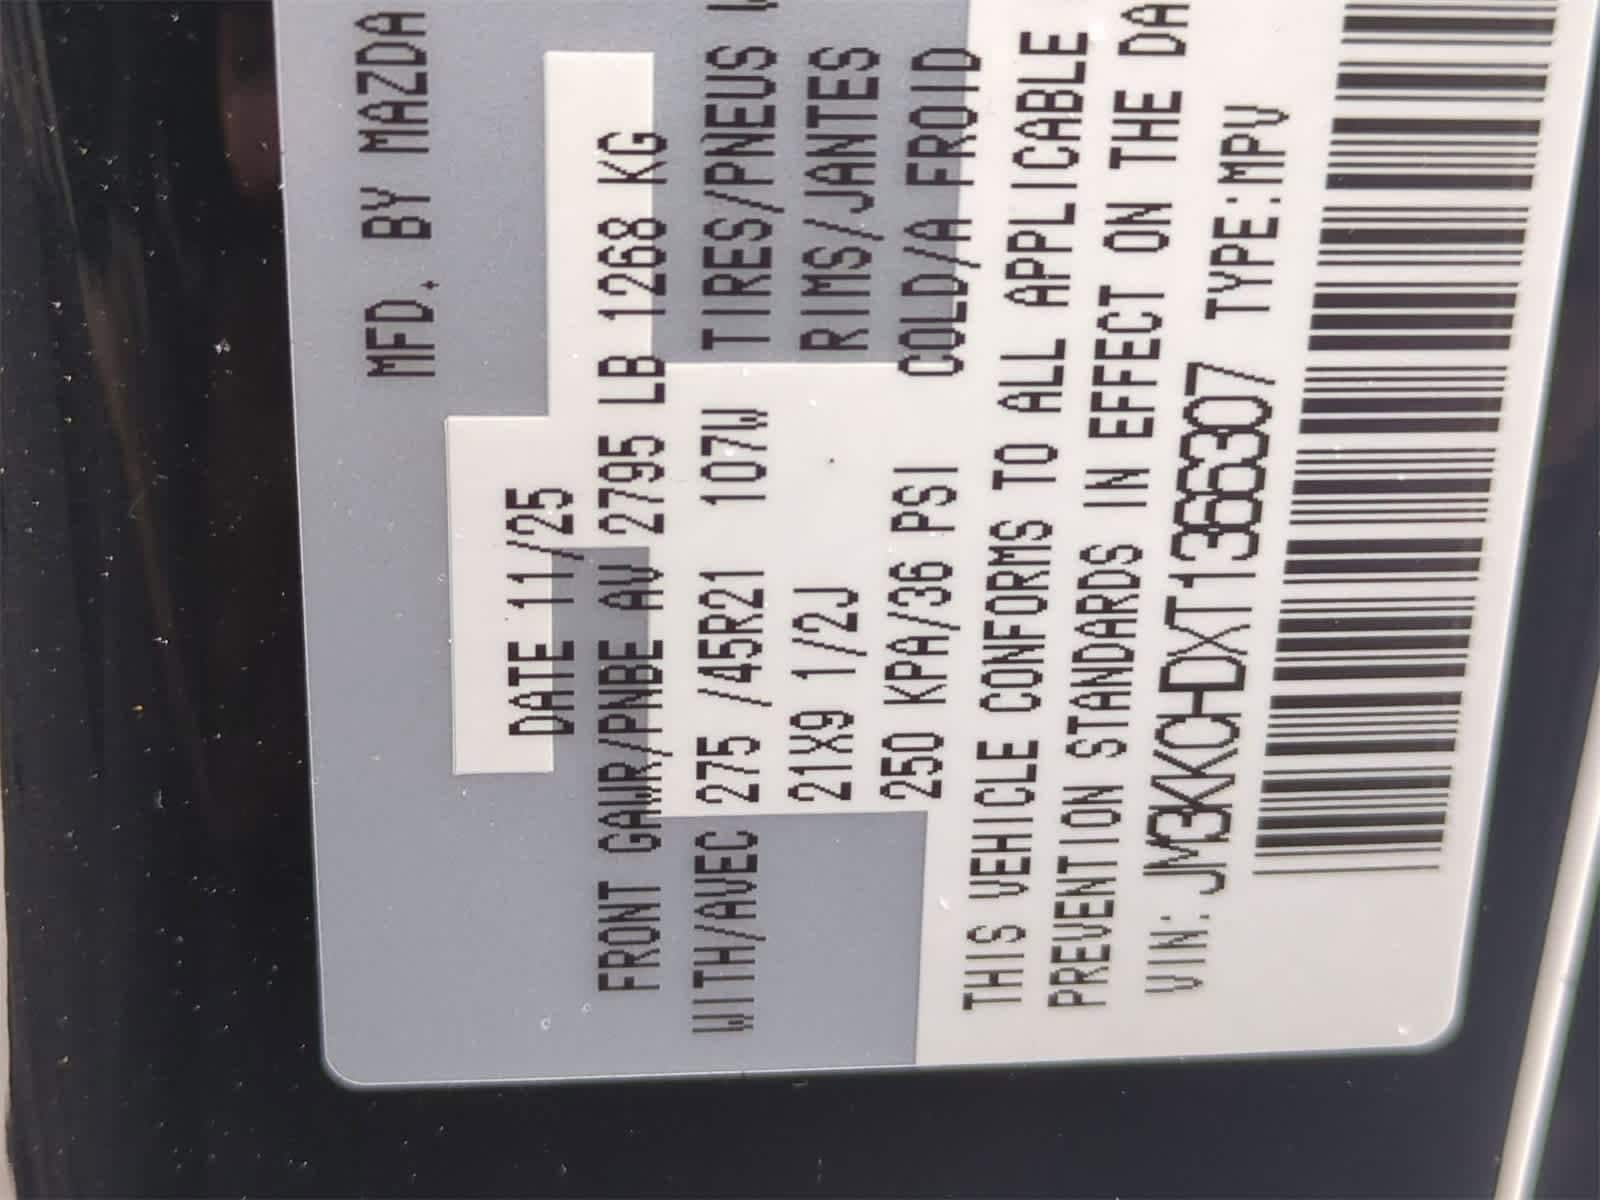 MFD. BY MAZDA
DATE 11/25
FRONT GAWR/PNBE AV 2795 LB 1268 KG
WITH/AVEC 275 /45R21 107W TIRES/PNEUS
21X9 1/2J RIMS/JANTES
250 KPA/36 PSI COLD/A FROID
THIS VEHICLE CONFORMS TO ALL APPLICABLE
PREVENTION STANDARDS IN EFFECT ON THE DA
VIN: JM3KKCHDXT1366307 TYPE:MPV